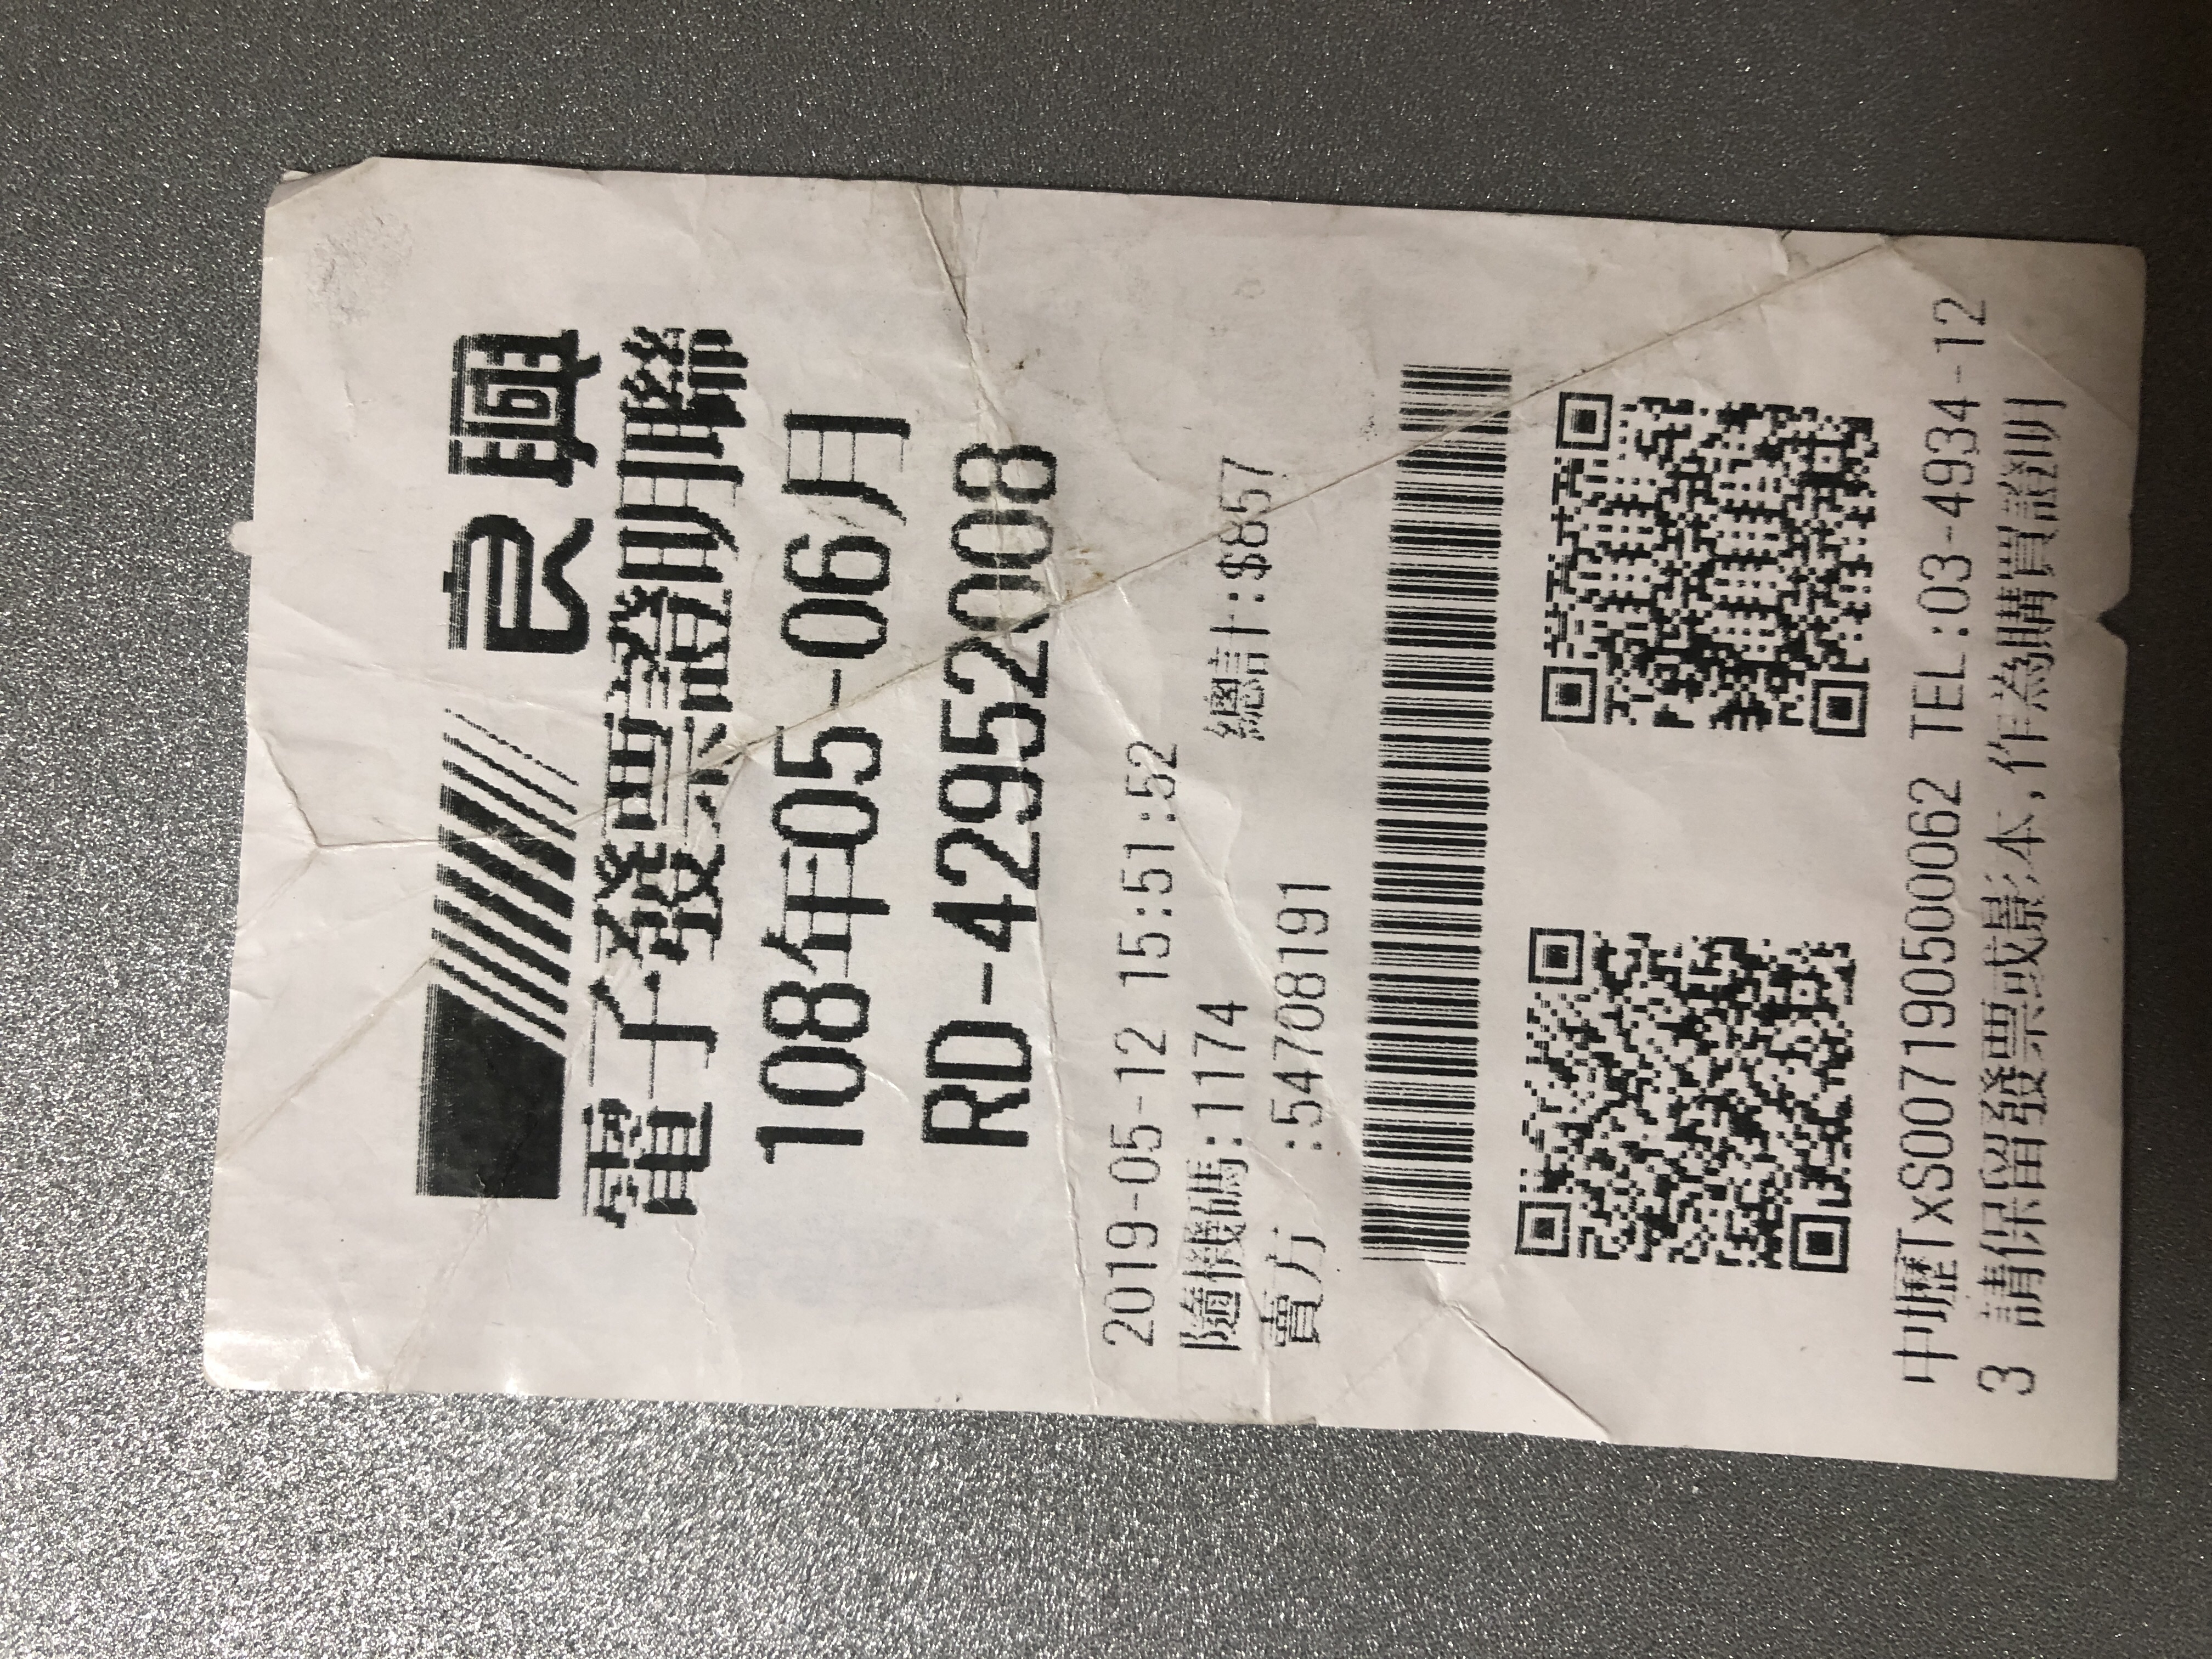 良興
電子發票證明聯
108年05-06月
RD-42952008
2019-05-12 15:51:52
隨機碼:1174 總計:$857
賣方 :54708191
中壢TxS007190500062 TEL:03-4934-12
3 請保留發票或影本,作為購買證明